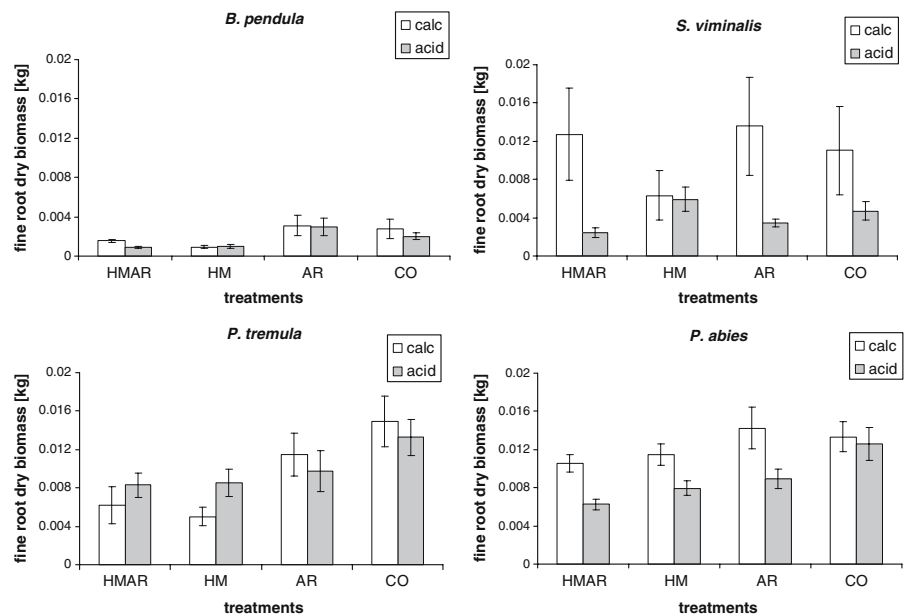 B. pendula
calc
acid
fine root dry biomass [kg]
0.02
0.016
0.012
0.008
0.004
0
HMAR HM AR CO
treatments
S. viminalis
calc
acid
fine root dry biomass [kg]
0.02
0.016
0.012
0.008
0.004
0
HMAR HM AR CO
treatments
P. tremula
calc
acid
fine root dry biomass [kg]
0.02
0.016
0.012
0.008
0.004
0
HMAR HM AR CO
treatments
P. abies
calc
acid
fine root dry biomass [kg]
0.02
0.016
0.012
0.008
0.004
0
HMAR HM AR CO
treatments